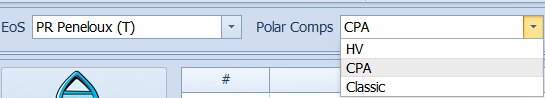 EoS PR Peneloux (T) Polar Comps CPA
HV
CPA
Classic
#